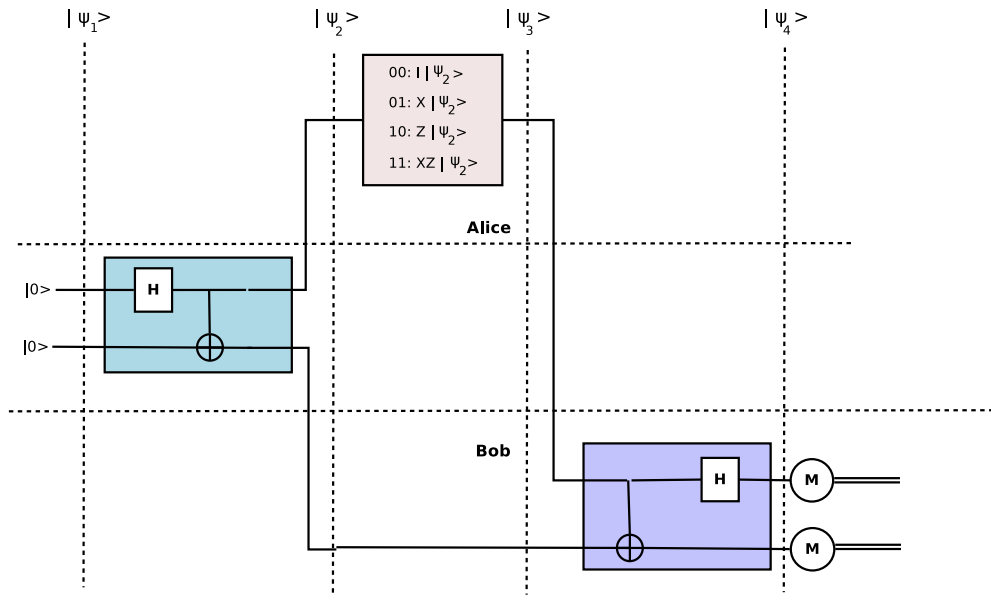 | ψ1> | ψ2> | ψ3> | ψ4>
00: I | ψ2>
01: X | ψ2>
10: Z | ψ2>
11: XZ | ψ2>
Alice
|0> H
|0>
Bob
H M
M